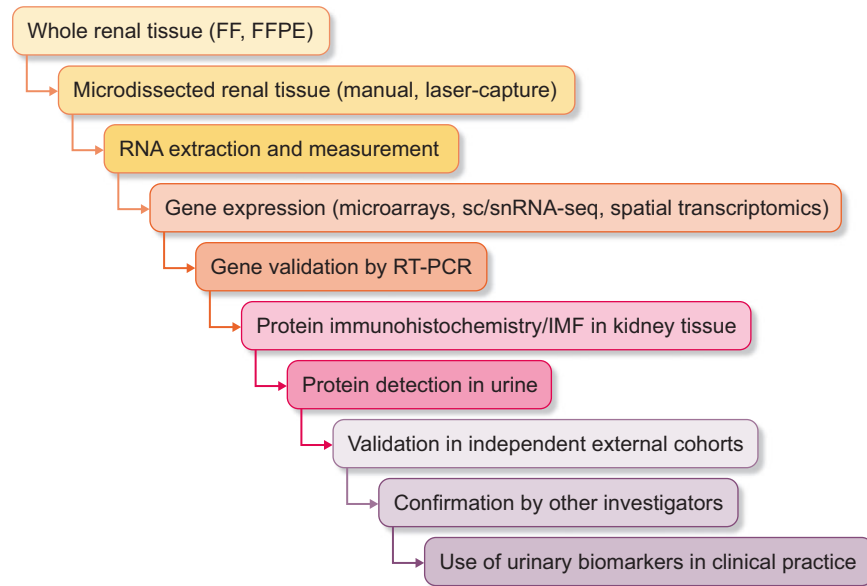 Whole renal tissue (FF, FFPE)
Microdissected renal tissue (manual, laser-capture)
RNA extraction and measurement
Gene expression (microarrays, sc/snRNA-seq, spatial transcriptomics)
Gene validation by RT-PCR
Protein immunohistochemistry/IMF in kidney tissue
Protein detection in urine
Validation in independent external cohorts
Confirmation by other investigators
Use of urinary biomarkers in clinical practice